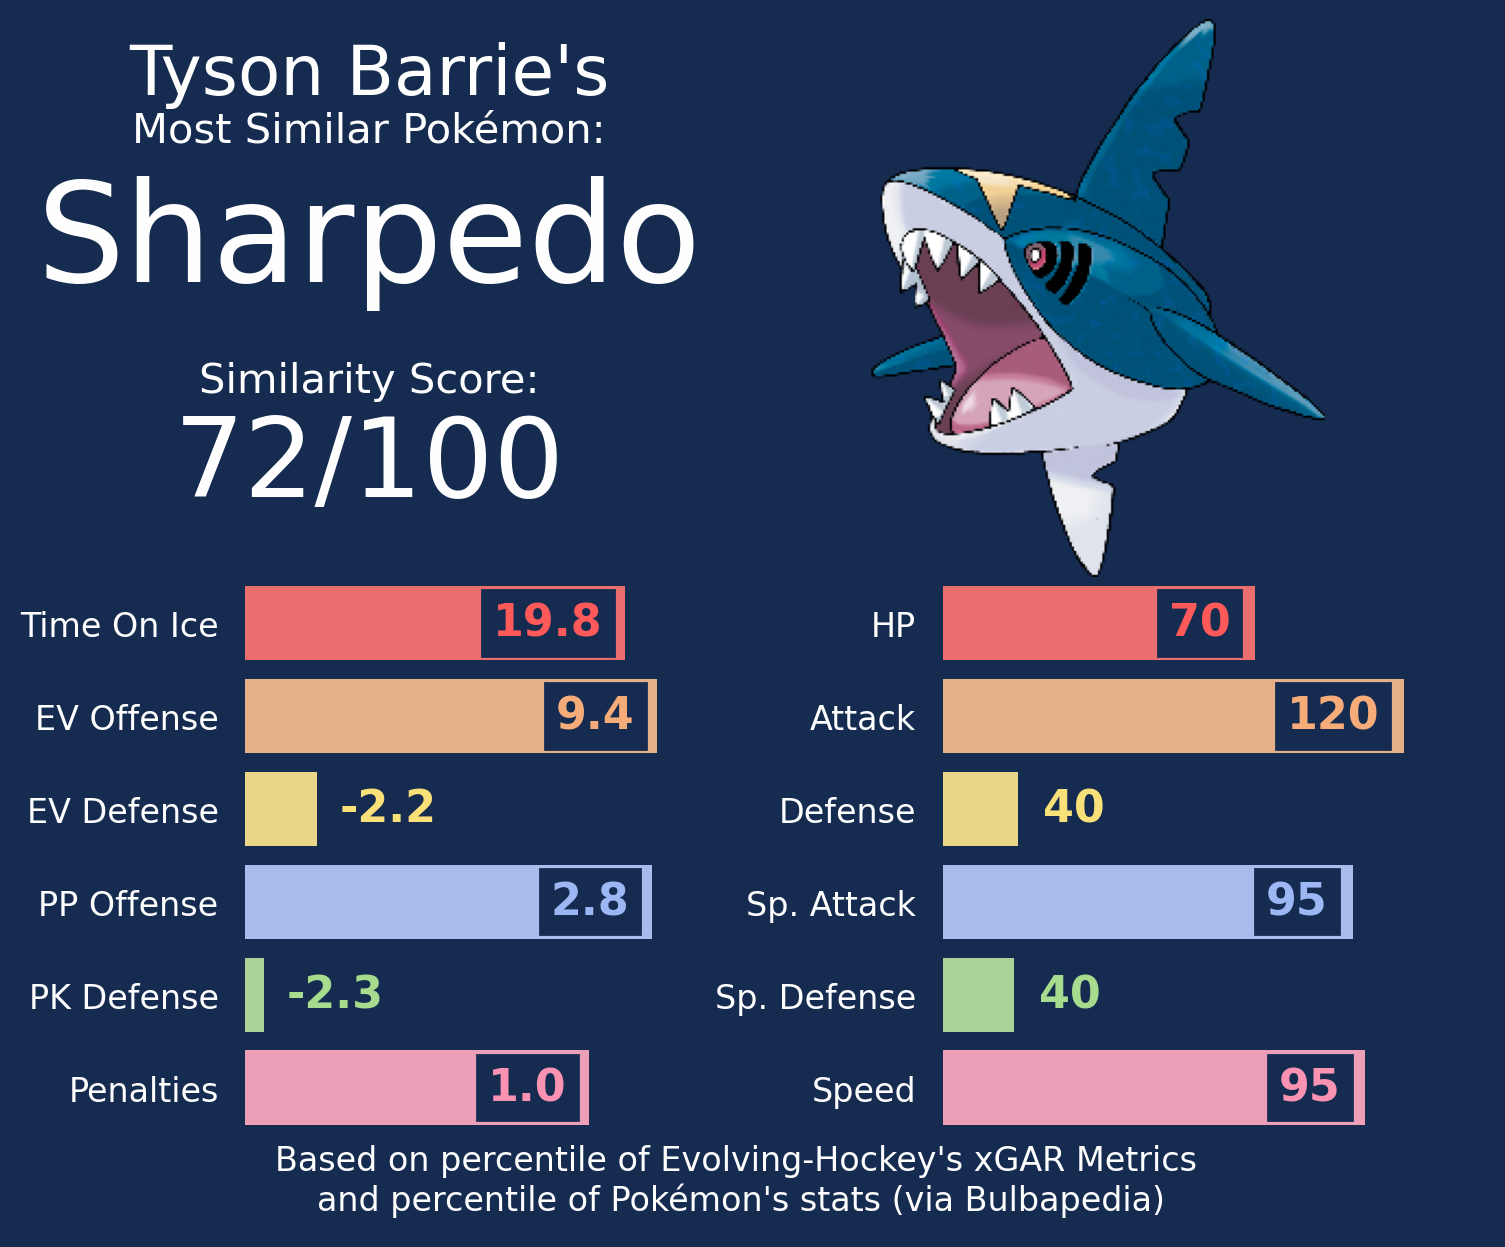 Tyson Barrie's
Most Similar Pokémon:
Sharpedo
Similarity Score:
72/100
Time On Ice 19.8
EV Offense 9.4
EV Defense -2.2
PP Offense 2.8
PK Defense -2.3
Penalties 1.0
HP 70
Attack 120
Defense 40
Sp. Attack 95
Sp. Defense 40
Speed 95
Based on percentile of Evolving-Hockey's xGAR Metrics
and percentile of Pokémon's stats (via Bulbapedia)